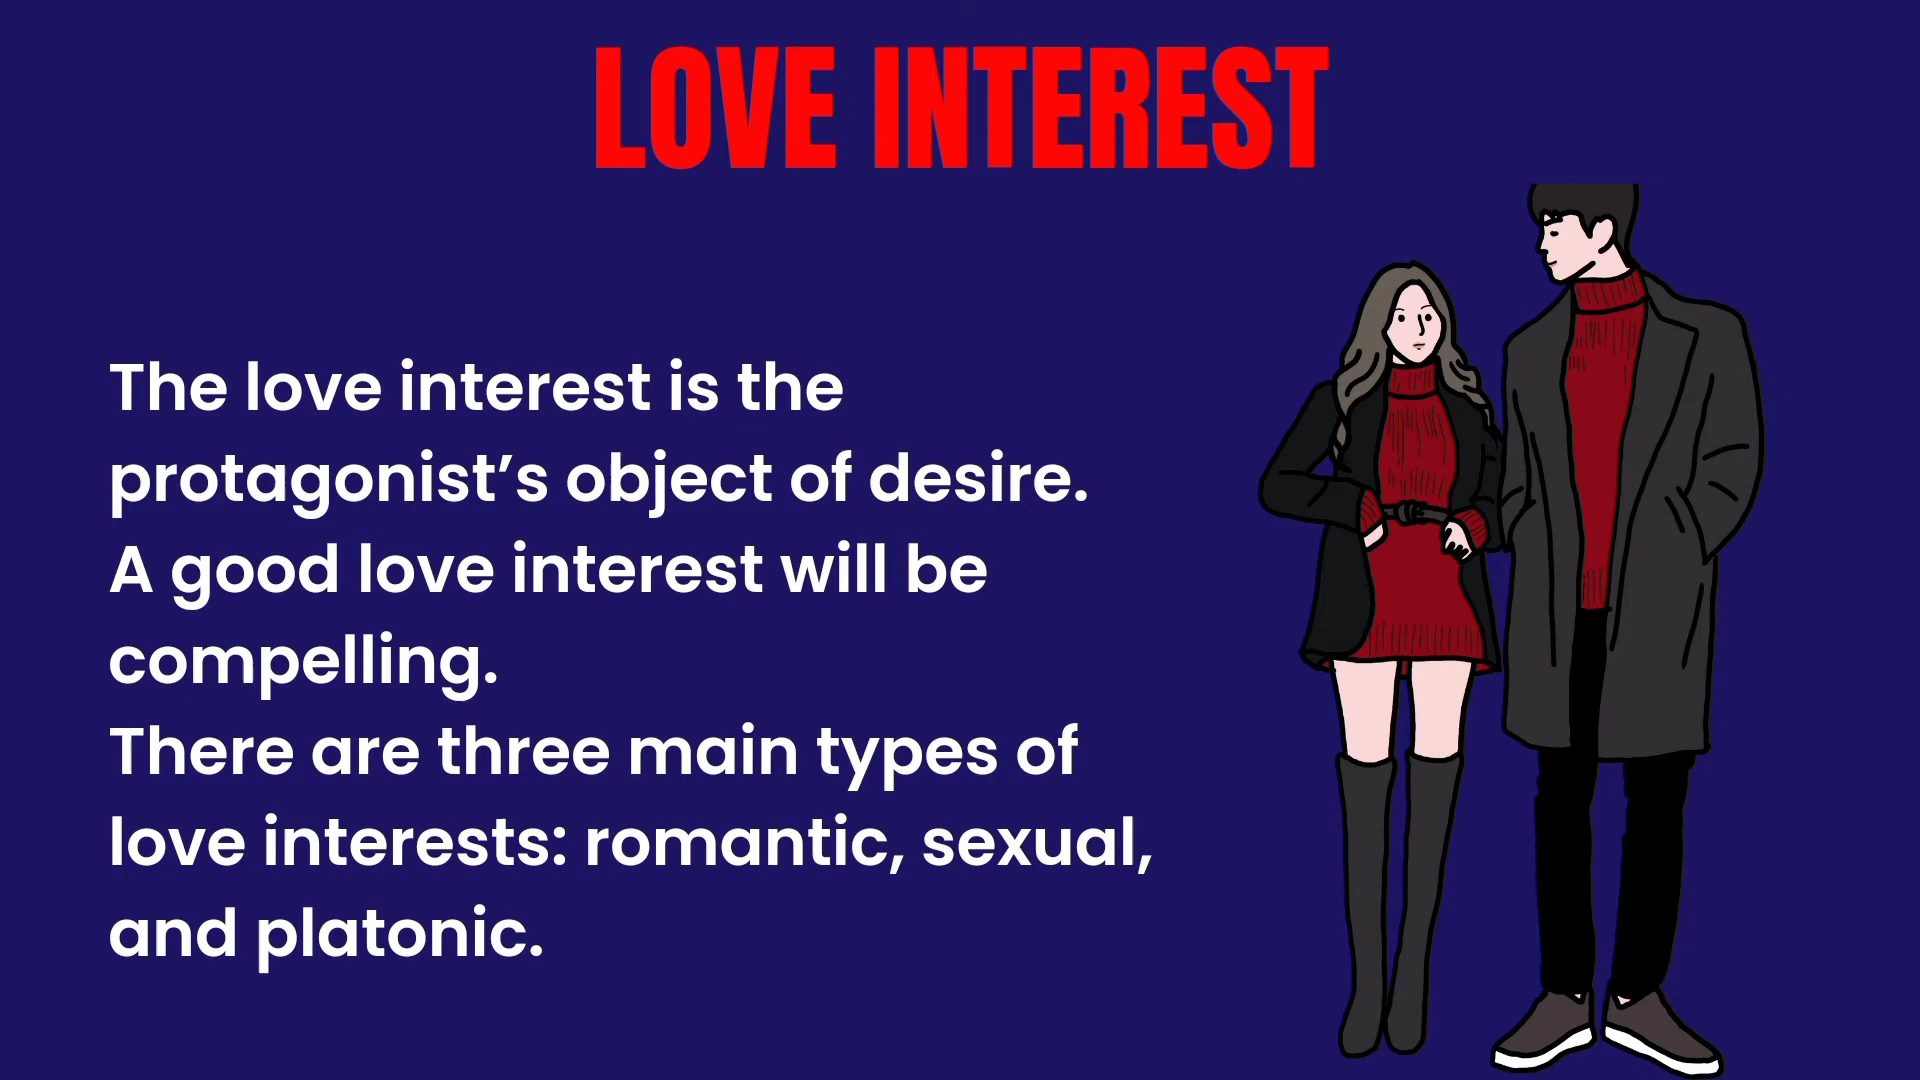 LOVE INTEREST
The love interest is the
protagonist’s object of desire.
A good love interest will be
compelling.
There are three main types of
love interests: romantic, sexual,
and platonic.